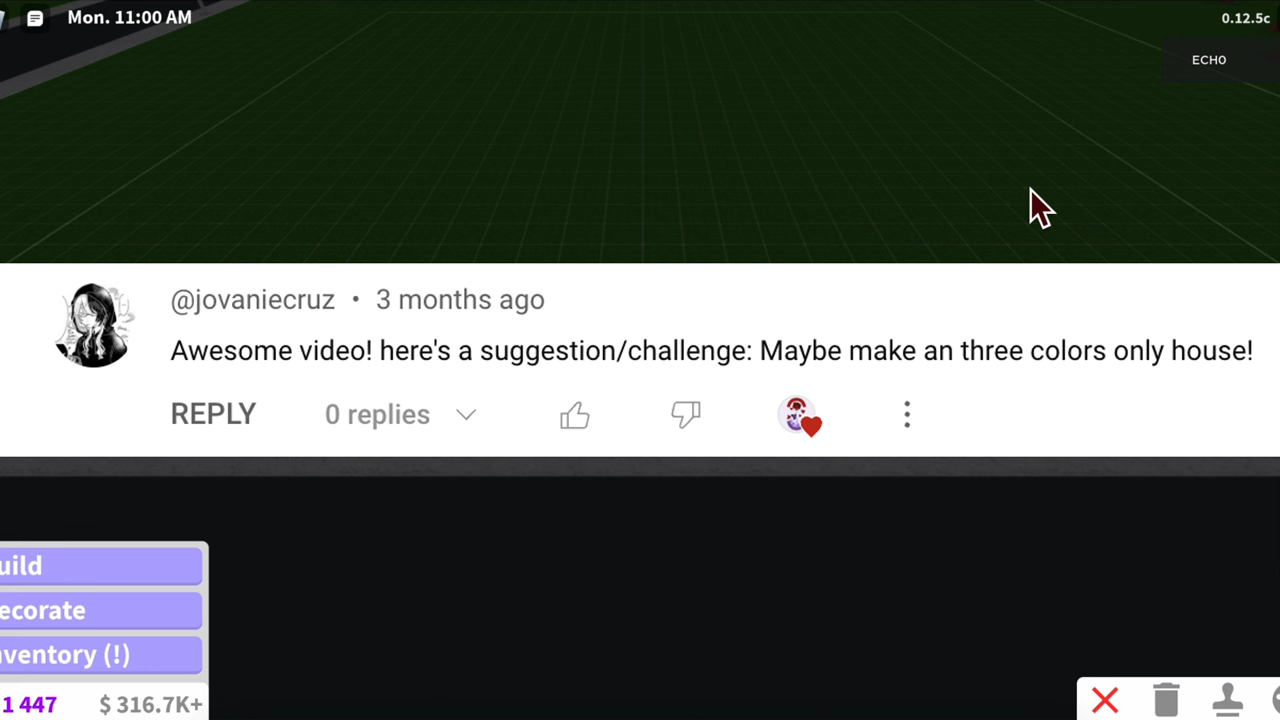 Mon. 11:00 AM
0.12.5c
ECHO
@jovaniecruz • 3 months ago
Awesome video! here's a suggestion/challenge: Maybe make an three colors only house!
REPLY
0 replies
uild
ecorate
nventory (!)
1 447
$ 316.7K+